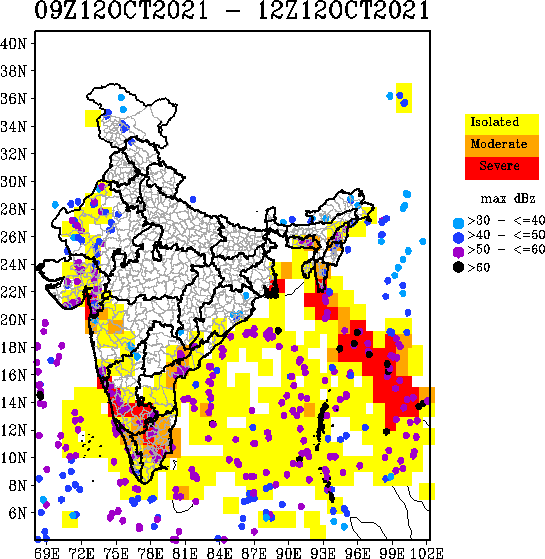 09Z12OCT2021 - 12Z12OCT2021
40N
38N
36N
34N
32N
30N
28N
26N
24N
22N
20N
18N
16N
14N
12N
10N
8N
6N
69E 72E 75E 78E 81E 84E 87E 90E 93E 96E 99E 102E
Isolated
Moderate
Severe
max dBz
>30 - <=40
>40 - <=50
>50 - <=60
>60